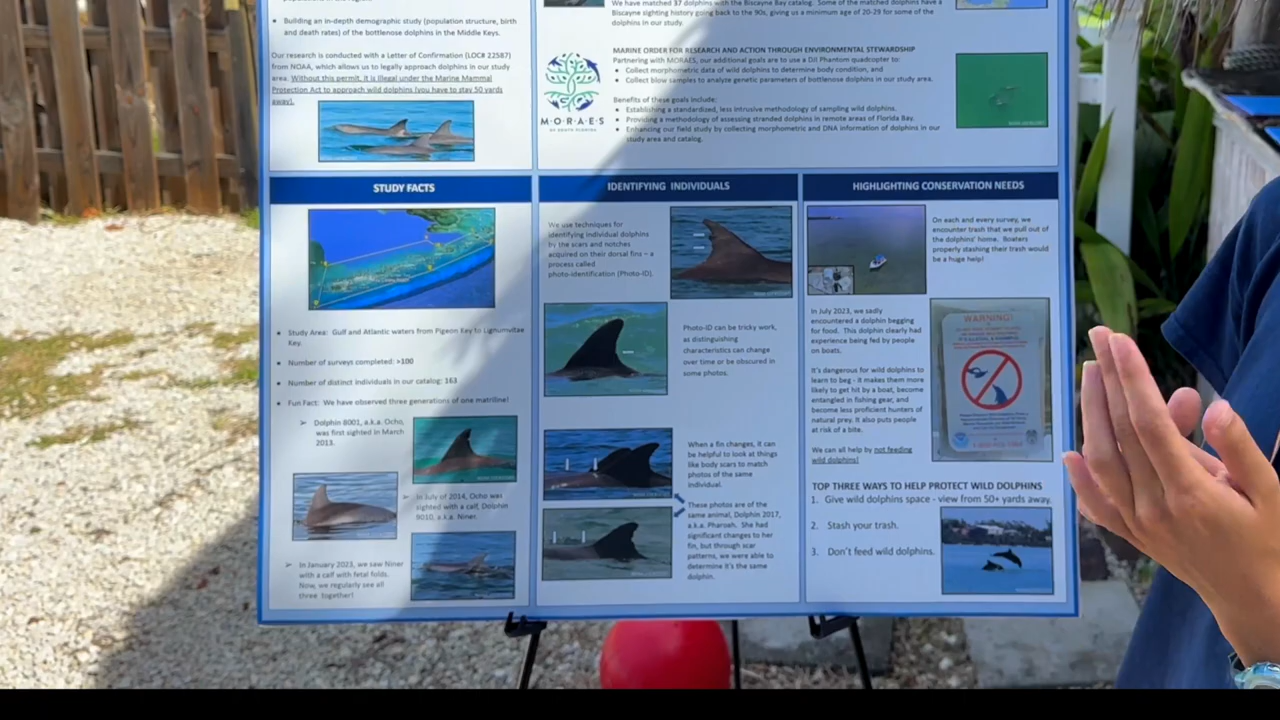 Building an in-depth demographic study (population structure, birth
and death rates) of the bottlenose dolphins in the Middle Keys.
Our research is conducted with a Letter of Confirmation (LOC# 22587)
from NOAA, which allows us to legally approach dolphins in our study
area. Without this permit, it is illegal under the Marine Mammal
Protection Act to approach wild dolphins (you have to stay 50 yards
away).
We have matched 37 dolphins with the Biscayne Bay catalog. Some of the matched dolphins have a
Biscayne sighting history going back to the 90s, giving us a minimum age of 20-29 for some of the
dolphins in our study.
MARINE ORDER FOR RESEARCH AND ACTION THROUGH ENVIRONMENTAL STEWARDSHIP
Partnering with MORAES, our additional goals are to use a DJI Phantom quadcopter to:
• Collect morphometric data of wild dolphins to determine body condition, and
• Collect blow samples to analyze genetic parameters of bottlenose dolphins in our study area.
Benefits of these goals include:
• Establishing a standardized, less intrusive methodology of sampling wild dolphins.
• Providing a methodology of assessing stranded dolphins in remote areas of Florida Bay.
• Enhancing our field study by collecting morphometric and DNA information of dolphins in our
study area and catalog.
M·O·R·A·E·S
OF SOUTH FLORIDA
STUDY FACTS
• Study Area: Gulf and Atlantic waters from Pigeon Key to Lignumvitae
Key.
• Number of surveys completed: >100
• Number of distinct individuals in our catalog: 163
• Fun Fact: We have observed three generations of one matriline!
➢ Dolphin 8001, a.k.a. Ocho,
was first sighted in March
2013.
➢ In July of 2014, Ocho was
sighted with a calf, Dolphin
9010, a.k.a. Niner.
➢ In January 2023, we saw Niner
with a calf with fetal folds.
Now, we regularly see all
three together!
IDENTIFYING INDIVIDUALS
We use techniques for
identifying individual dolphins
by the scars and notches
acquired on their dorsal fins – a
process called
photo-identification (Photo-ID).
Photo-ID can be tricky work,
as distinguishing
characteristics can change
over time or be obscured in
some photos.
When a fin changes, it can
be helpful to look at things
like body scars to match
photos of the same
individual.
These photos are of the
same animal, Dolphin 2017,
a.k.a. Pharoah. She had
significant changes to her
fin, but through scar
patterns, we were able to
determine it's the same
dolphin.
HIGHLIGHTING CONSERVATION NEEDS
On each and every survey, we
encounter trash that we pull out of
the dolphins' home. Boaters
properly stashing their trash would
be a huge help!
In July 2023, we sadly
encountered a dolphin begging
for food. This dolphin clearly had
experience being fed by people
on boats.
It's dangerous for wild dolphins to
learn to beg - it makes them more
likely to get hit by a boat, become
entangled in fishing gear, and
become less proficient hunters of
natural prey. It also puts people
at risk of a bite.
We can all help by not feeding
wild dolphins!
WARNING!
TOP THREE WAYS TO HELP PROTECT WILD DOLPHINS
1. Give wild dolphins space - view from 50+ yards away.
2. Stash your trash.
3. Don't feed wild dolphins.